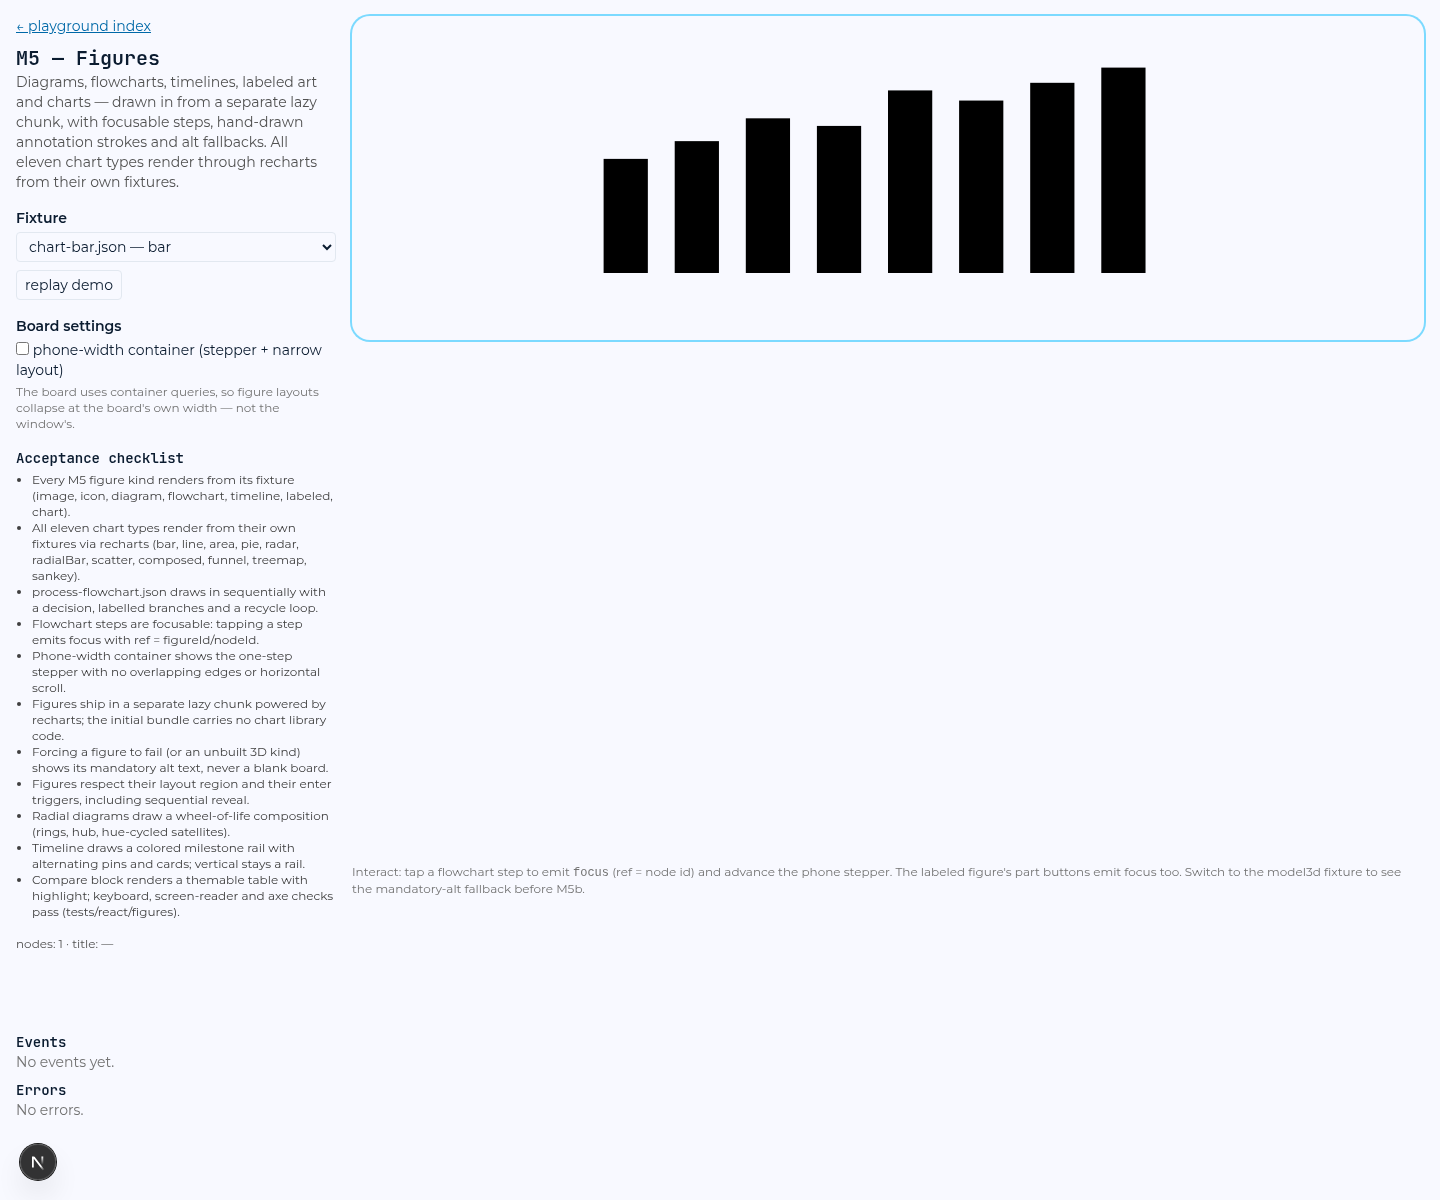 ← playground index
M5 — Figures
Diagrams, flowcharts, timelines, labeled art
and charts — drawn in from a separate lazy
chunk, with focusable steps, hand-drawn
annotation strokes and alt fallbacks. All
eleven chart types render through recharts
from their own fixtures.
Fixture
chart-bar.json — bar
replay demo
Board settings
phone-width container (stepper + narrow
layout)
The board uses container queries, so figure layouts
collapse at the board's own width — not the
window's.
Acceptance checklist
• Every M5 figure kind renders from its fixture
(image, icon, diagram, flowchart, timeline, labeled,
chart).
• All eleven chart types render from their own
fixtures via recharts (bar, line, area, pie, radar,
radialBar, scatter, composed, funnel, treemap,
sankey).
• process-flowchart.json draws in sequentially with
a decision, labelled branches and a recycle loop.
• Flowchart steps are focusable: tapping a step
emits focus with ref = figureId/nodeId.
• Phone-width container shows the one-step
stepper with no overlapping edges or horizontal
scroll.
• Figures ship in a separate lazy chunk powered by
recharts; the initial bundle carries no chart library
code.
• Forcing a figure to fail (or an unbuilt 3D kind)
shows its mandatory alt text, never a blank board.
• Figures respect their layout region and their enter
triggers, including sequential reveal.
• Radial diagrams draw a wheel-of-life composition
(rings, hub, hue-cycled satellites).
• Timeline draws a colored milestone rail with
alternating pins and cards; vertical stays a rail.
• Compare block renders a themable table with
highlight; keyboard, screen-reader and axe checks
pass (tests/react/figures).
nodes: 1 · title: —
Events
No events yet.
Errors
No errors.
N
Interact: tap a flowchart step to emit focus (ref = node id) and advance the phone stepper. The labeled figure's part buttons emit focus too. Switch to the model3d fixture to see
the mandatory-alt fallback before M5b.